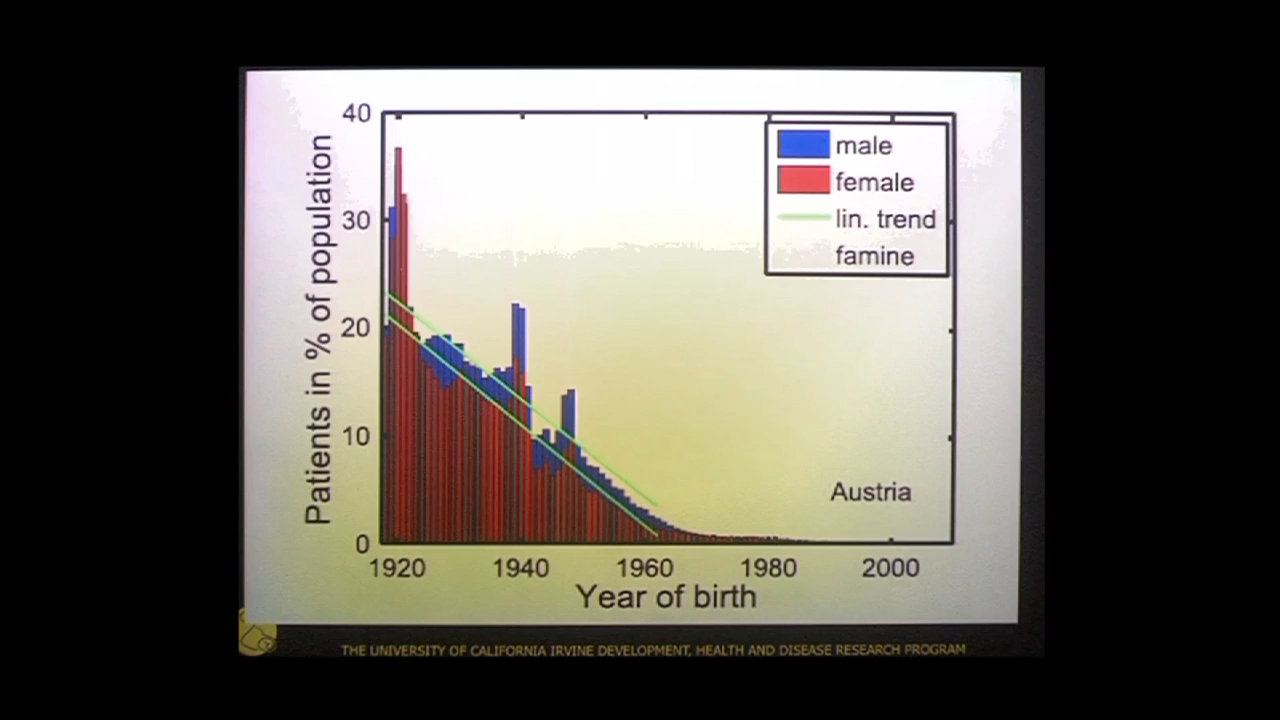 40
30
20
10
0
Patients in % of population
male
female
lin. trend
famine
Austria
1920 1940 1960 1980 2000
Year of birth
THE UNIVERSITY OF CALIFORNIA IRVINE DEVELOPMENT, HEALTH AND DISEASE RESEARCH PROGRAM